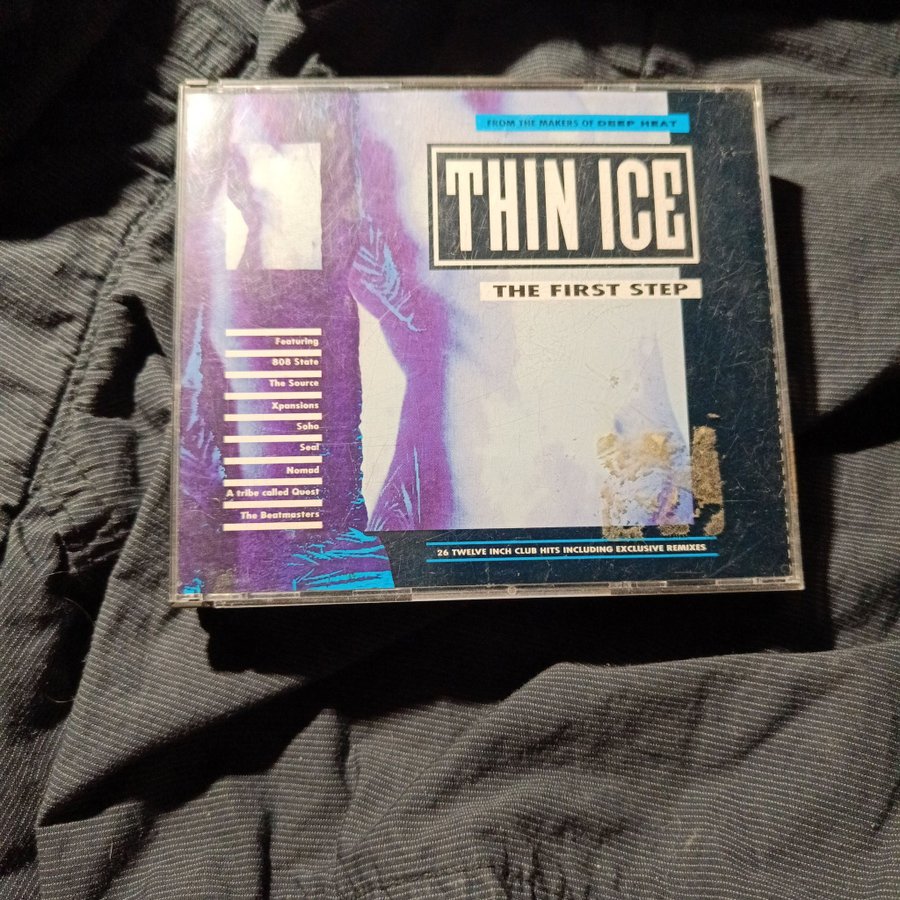 FROM THE MAKERS OF DEEP HEAT
THIN ICE
THE FIRST STEP
Featuring
808 State
The Source
Xpansions
Soho
Seal
Nomad
A tribe called Quest
The Beatmasters
26 TWELVE INCH CLUB HITS INCLUDING EXCLUSIVE REMIXES